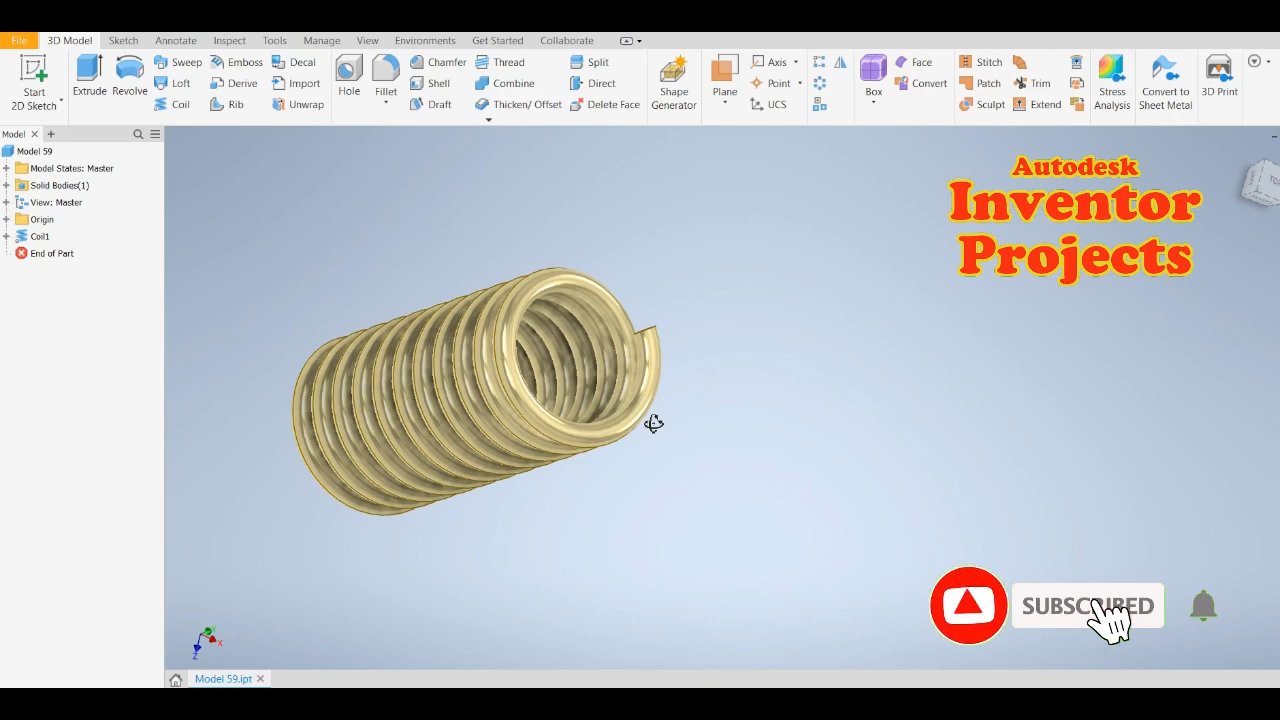 File 3D Model Sketch Annotate Inspect Tools Manage View Environments Get Started Collaborate
Start
2D Sketch
Extrude
Revolve
Sweep
Loft
Coil
Emboss
Derive
Rib
Decal
Import
Unwrap
Hole
Fillet
Chamfer
Shell
Draft
Thread
Combine
Thicken/ Offset
Split
Direct
Delete Face
Shape
Generator
Plane
Axis
Point
UCS
Box
Face
Convert
Stitch
Patch
Sculpt
Trim
Extend
Stress
Analysis
Convert to
Sheet Metal
3D Print
Model
Model 59
Model States: Master
Solid Bodies(1)
View: Master
Origin
Coil1
End of Part
Autodesk
Inventor
Projects
SUBSCRIBED
X
Z
Model 59.ipt